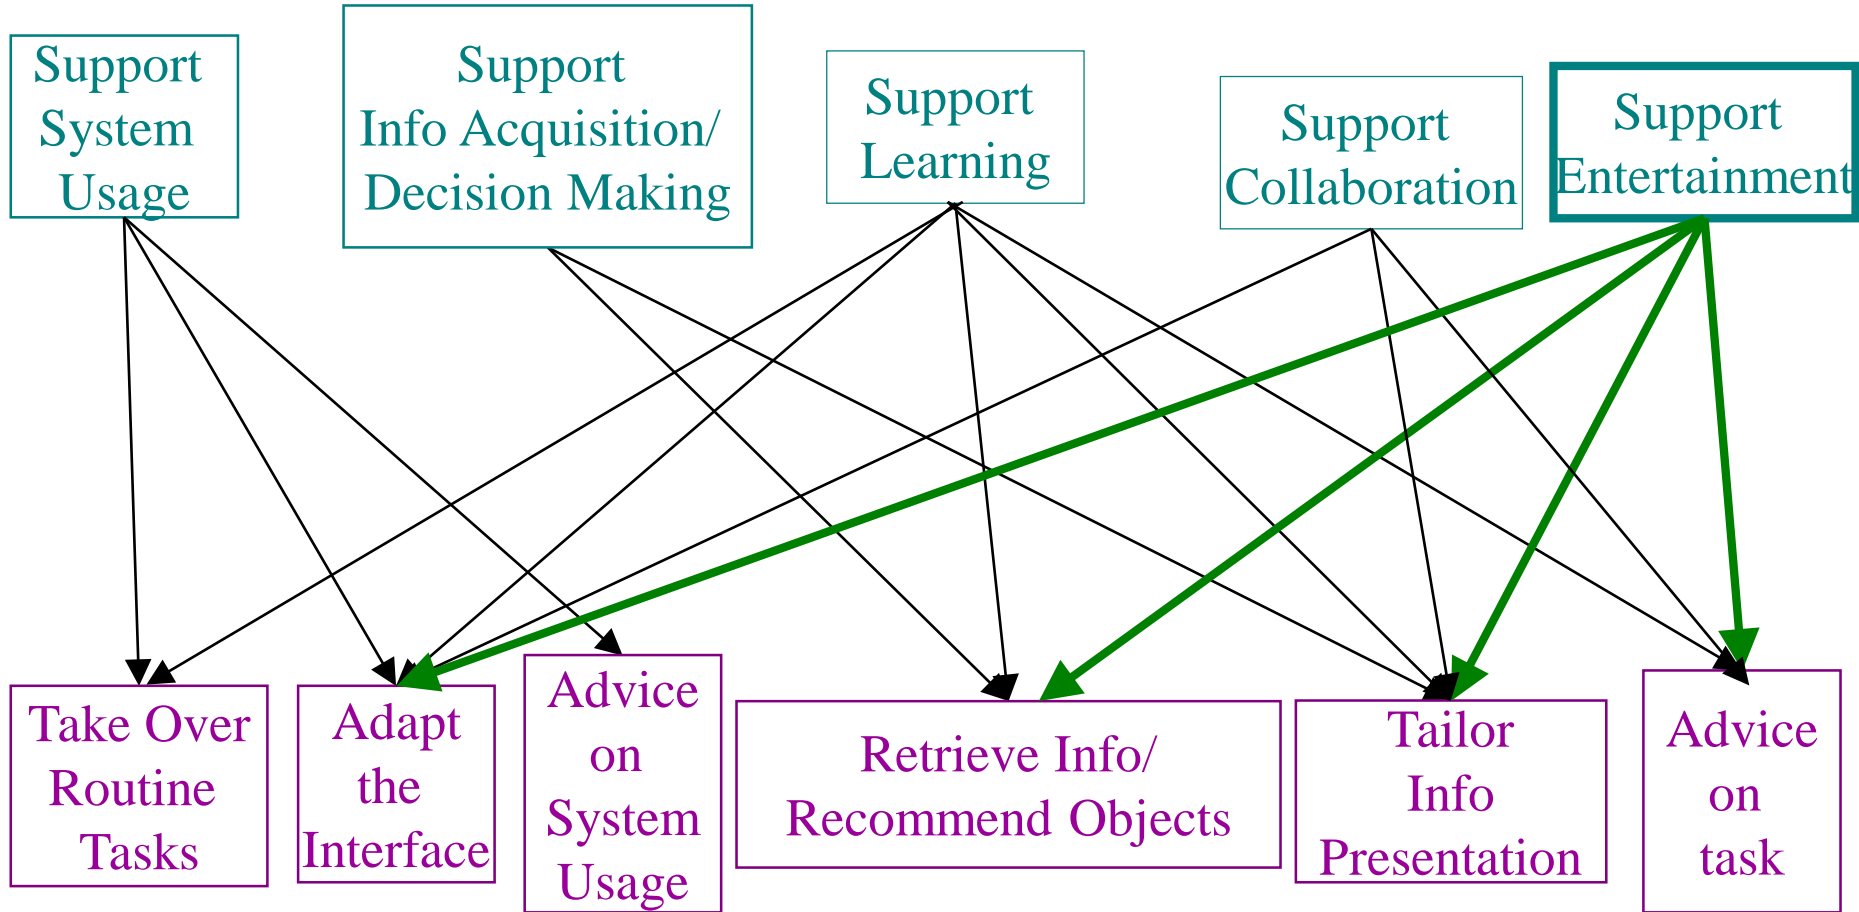 Support
System
Usage
Support
Info Acquisition/
Decision Making
Support
Learning
Support
Collaboration
Support
Entertainment
Take Over
Routine
Tasks
Adapt
the
Interface
Advice
on
System
Usage
Retrieve Info/
Recommend Objects
Tailor
Info
Presentation
Advice
on
task